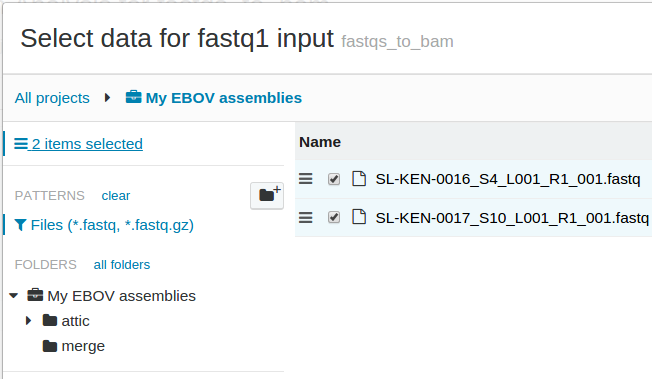 Select data for fastq1 input fastqs_to_bam
All projects My EBOV assemblies
2 items selected
Name
SL-KEN-0016_S4_L001_R1_001.fastq
PATTERNS clear
Files (*.fastq, *.fastq.gz)
SL-KEN-0017_S10_L001_R1_001.fastq
FOLDERS all folders
My EBOV assemblies
attic
merge